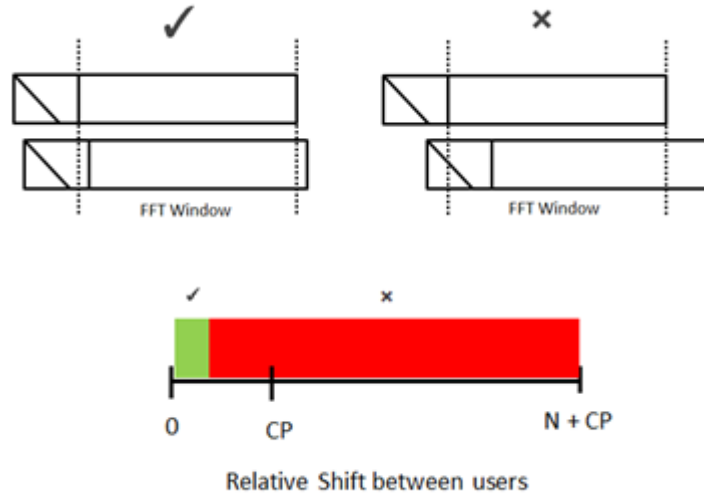 ✓ ×
FFT Window FFT Window
✓ ×
0 CP N + CP
Relative Shift between users